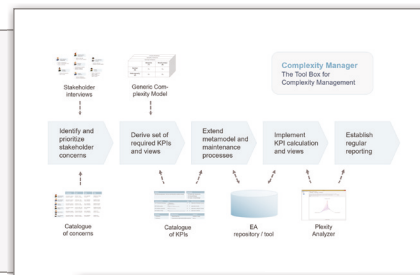 Complexity Manager
The Tool Box for
Complexity Management
Stakeholder
interviews
Generic Com-
plexity Model
Identify and
prioritize
stakeholder
concerns
Derive set of
required KPIs
and views
Extend
metamodel and
maintenance
processes
Implement
KPI calculation
and views
Establish
regular
reporting
Catalogue
of concerns
Catalogue
of KPIs
EA
repository / tool
Plexity
Analyzer